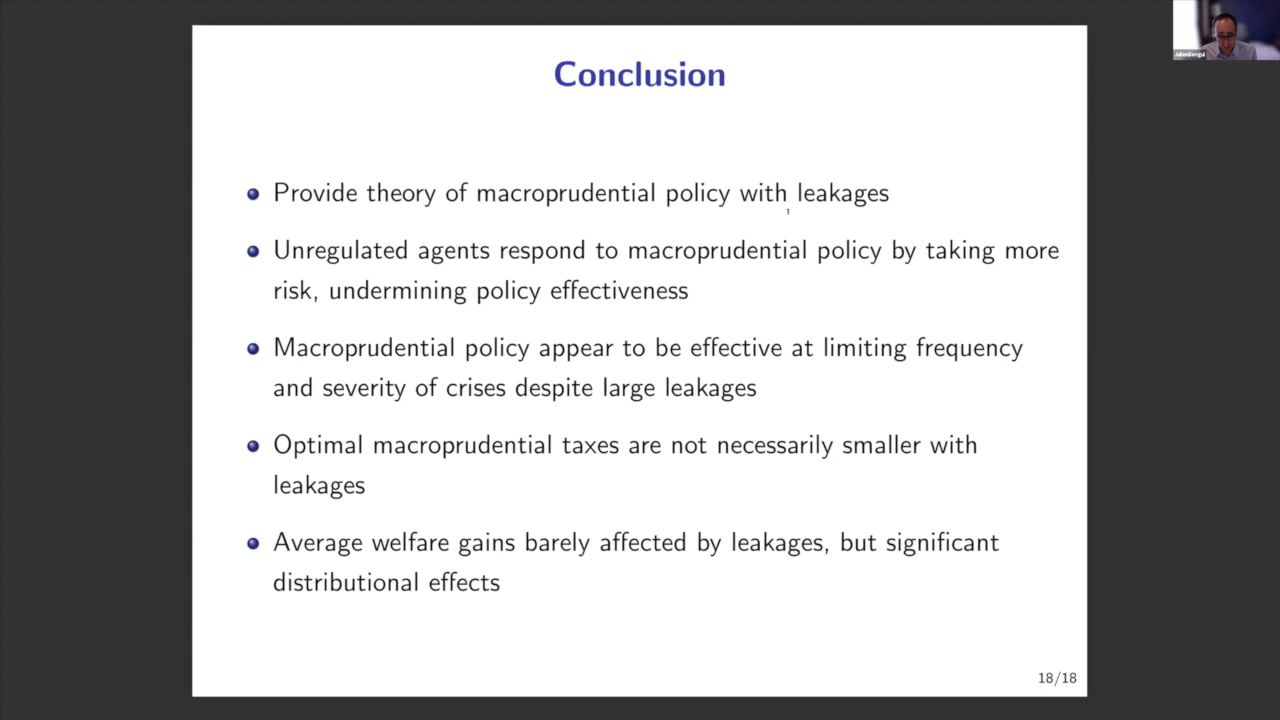 Conclusion
Provide theory of macroprudential policy with leakages
Unregulated agents respond to macroprudential policy by taking more
risk, undermining policy effectiveness
Macroprudential policy appear to be effective at limiting frequency
and severity of crises despite large leakages
Optimal macroprudential taxes are not necessarily smaller with
leakages
Average welfare gains barely affected by leakages, but significant
distributional effects
18/18